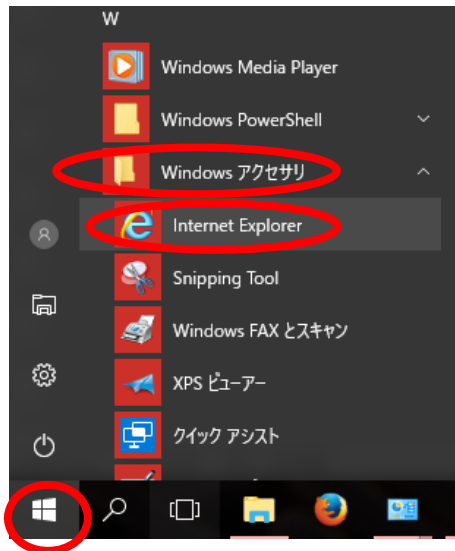 W
Windows Media Player
Windows PowerShell
Windows アクセサリ
Internet Explorer
Snipping Tool
Windows FAX とスキャン
XPS ビューアー
クイック アシスト